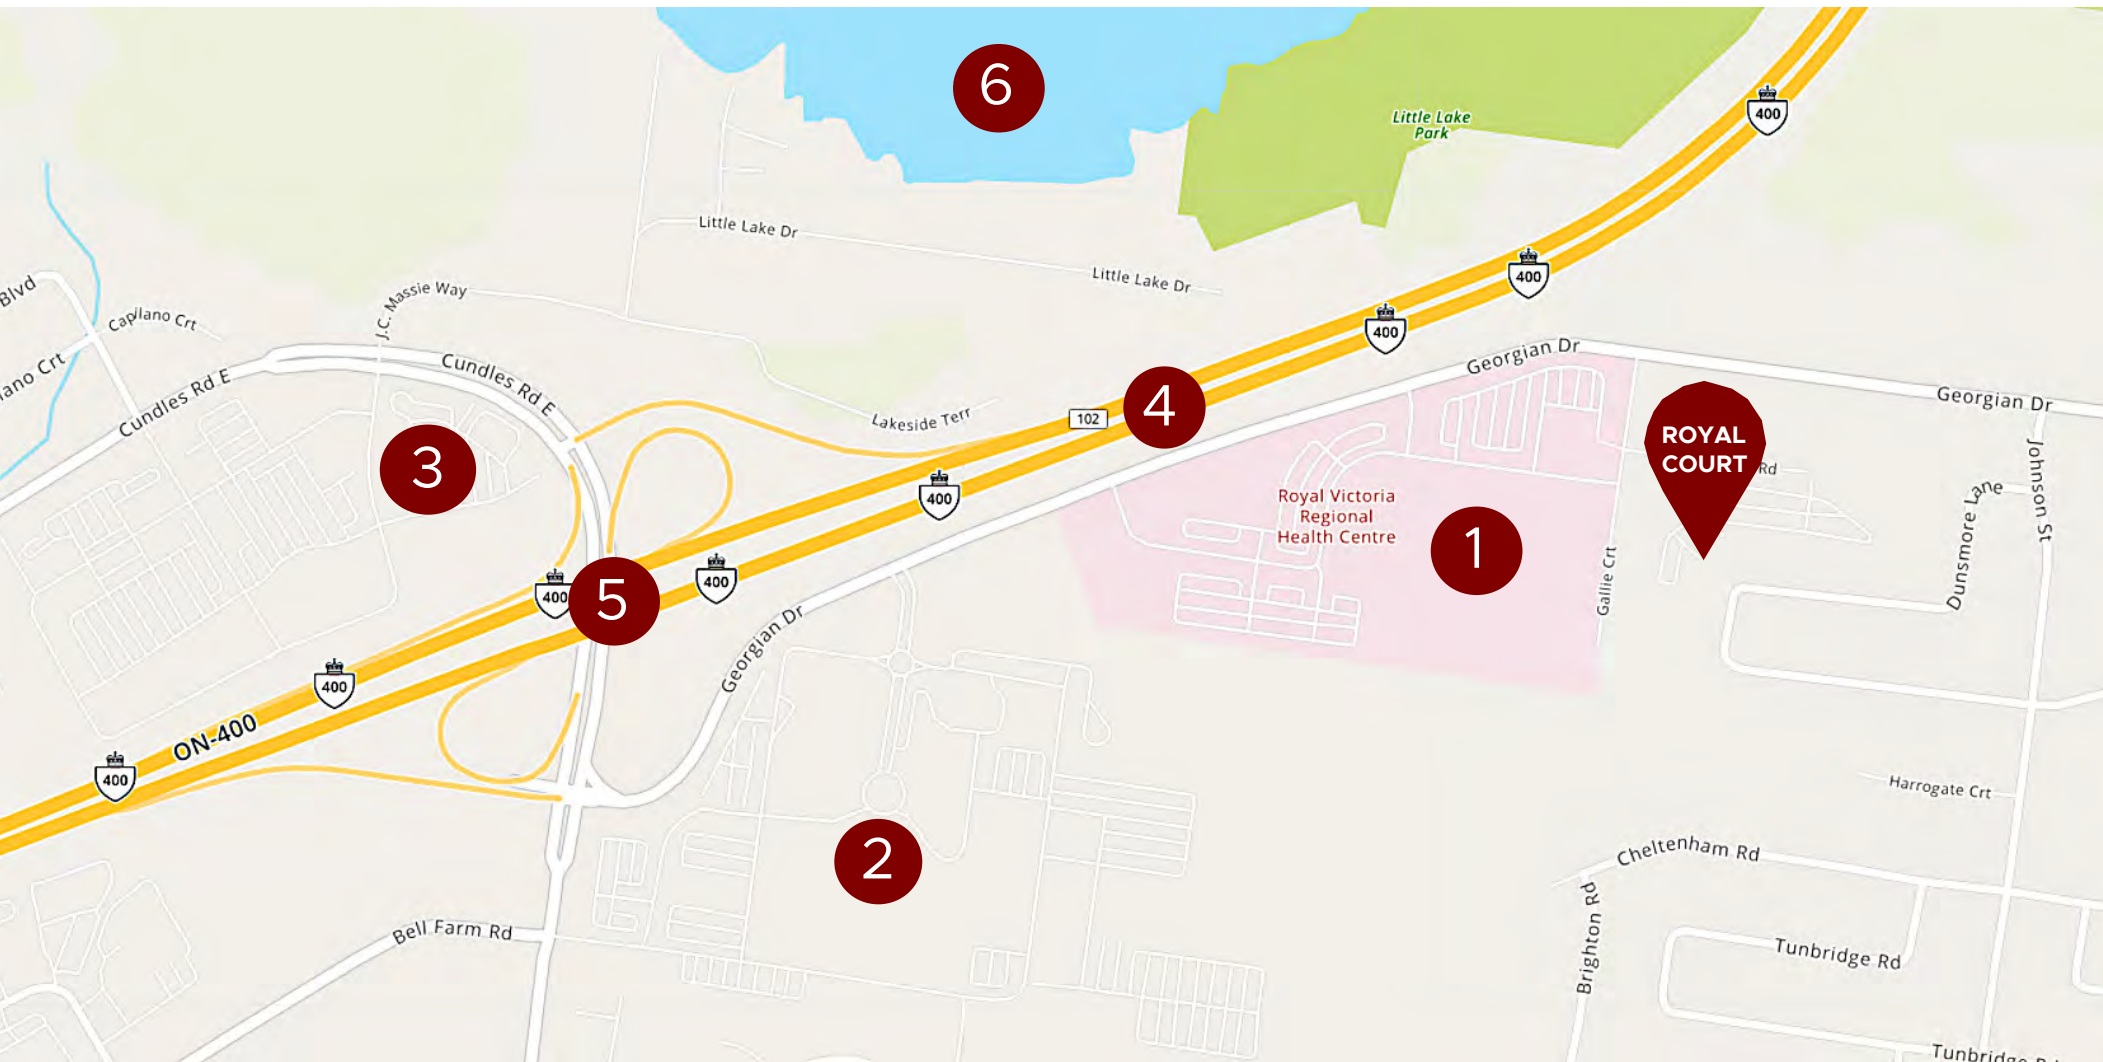 6
400
Little Lake
Park
Little Lake Dr
Little Lake Dr
400
Blvd
J.C. Massie Way
Capilano Crt
400
Georgian Dr
ano Crt
Cundles Rd E
Cundles Rd E
Georgian Dr
4
102
Lakeside Terr
ROYAL
COURT
Rd
Johnson St
3
400
Royal Victoria
Regional
Health Centre
1
Dunsmore Lane
Gallie Crt
400
400
5
Georgian Dr
400
ON-400
400
Harrogate Crt
2
Cheltenham Rd
Brighton Rd
Bell Farm Rd
Tunbridge Rd
Tunbridge R